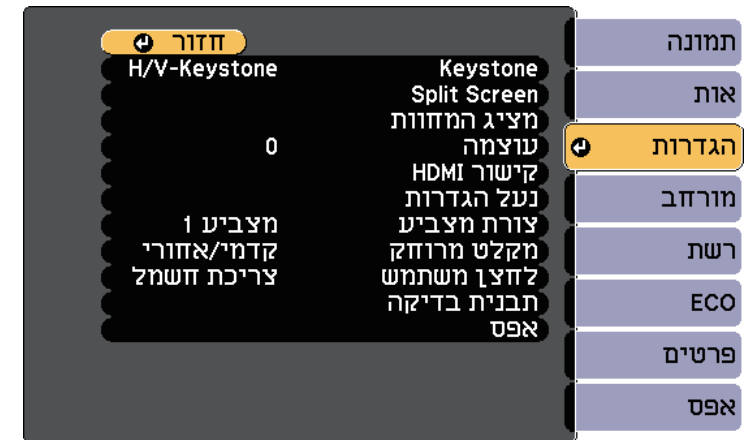 חזור
Keystone H/V-Keystone
Split Screen
מציג המחוות
עוצמה 0
קישור HDMI
נעל הגדרות
צורת מצביע מצביע 1
מקלט מרוחק קדמי/אחורי
לחצן משתמש צריכת חשמל
תבנית בדיקה
אפס
תמונה
אות
הגדרות
מורחב
רשת
ECO
פרטים
אפס